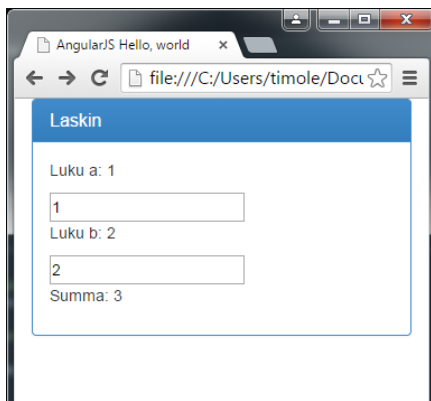 AngularJS Hello, world
file:///C:/Users/timole/Docu
Laskin
Luku a: 1
1
Luku b: 2
2
Summa: 3